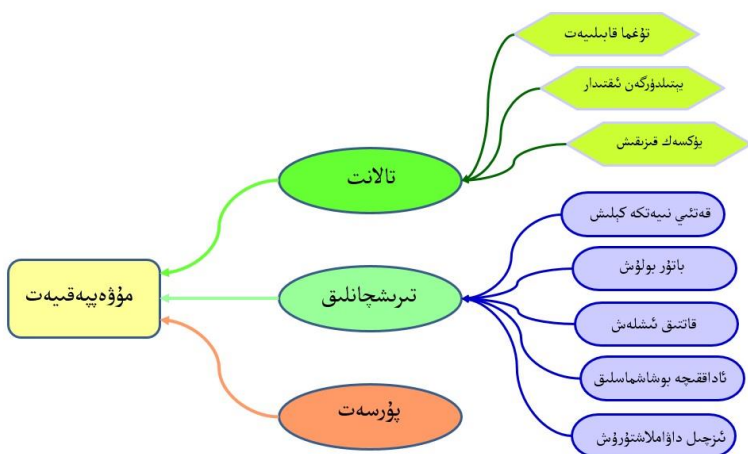 تۇغما قابىلىيەت
يېتىلدۈرگەن ئىقتىدار
يۈكسەك قىزىقىش
تالانت
قەتئىي نىيەتكە كېلىش
باتۇر بولۇش
قاتتىق ئىشلەش
ئاداققىچە بوشاشماسلىق
ئىزچىل داۋاملاشتۇرۇش
تىرىشچانلىق
پۇرسەت
مۇۋەپپەقىيەت